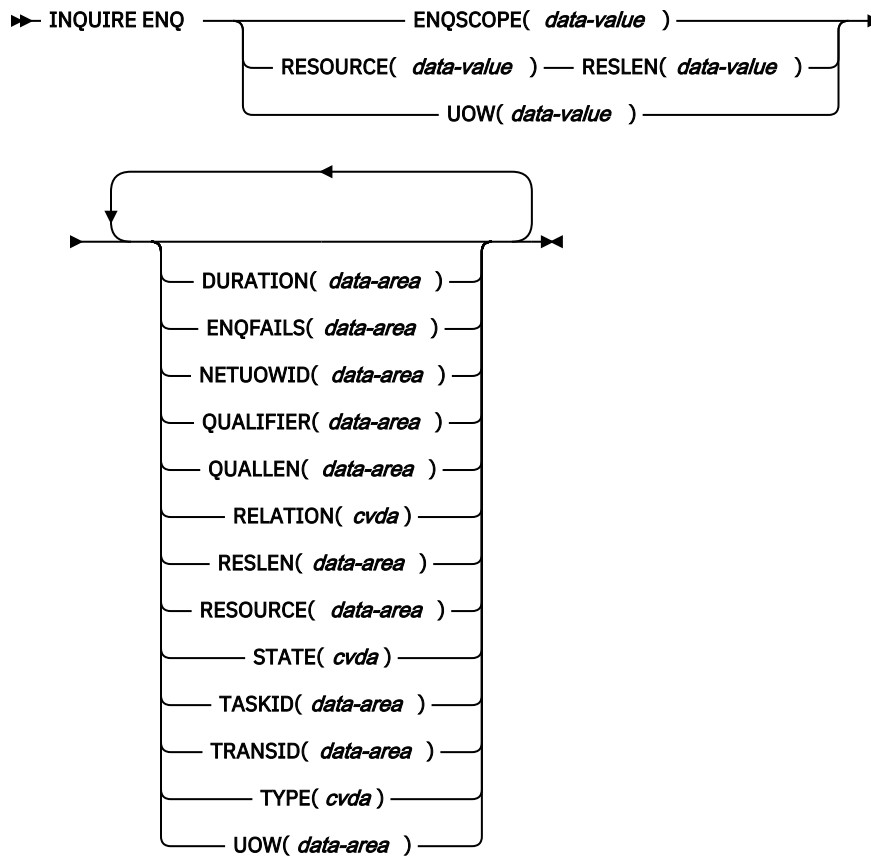 INQUIRE ENQ ENQSCOPE( data-value )
RESOURCE( data-value ) RESLEN( data-value )
UOW( data-value )
DURATION( data-area )
ENQFAILS( data-area )
NETUOWID( data-area )
QUALIFIER( data-area )
QUALLEN( data-area )
RELATION( cvda )
RESLEN( data-area )
RESOURCE( data-area )
STATE( cvda )
TASKID( data-area )
TRANSID( data-area )
TYPE( cvda )
UOW( data-area )